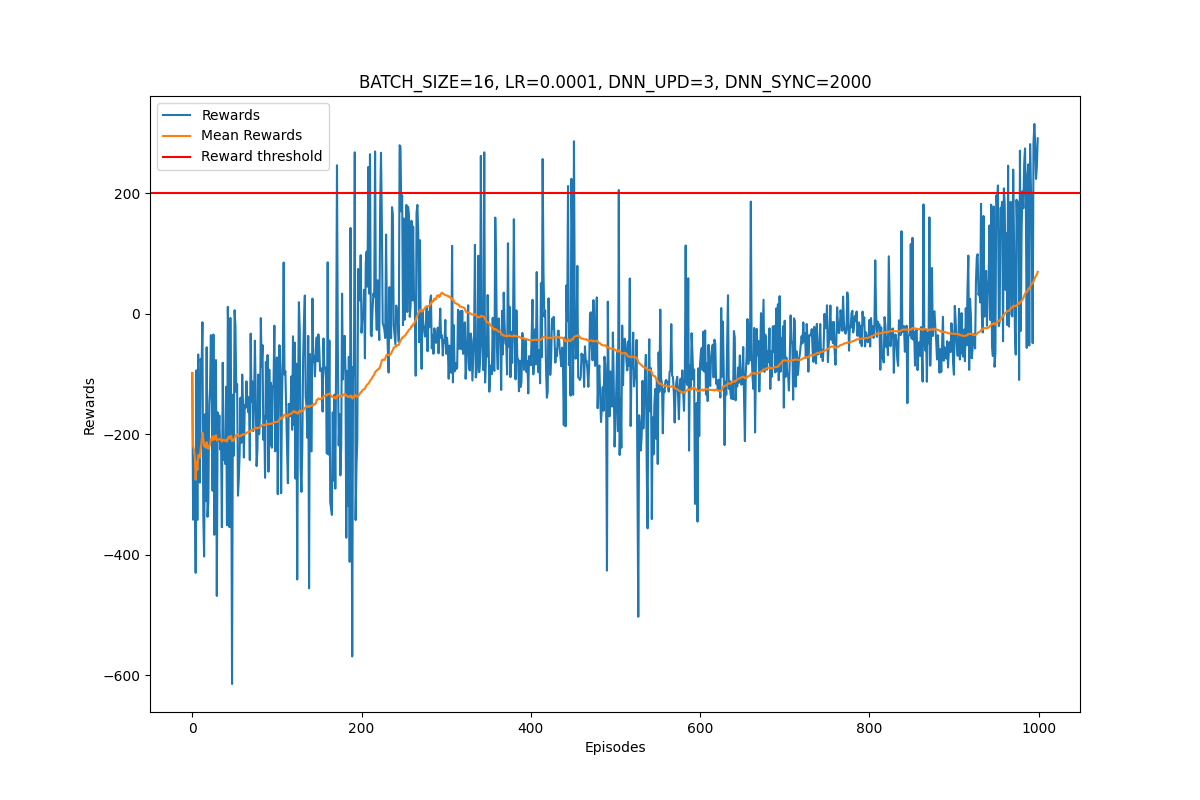 BATCH_SIZE=16, LR=0.0001, DNN_UPD=3, DNN_SYNC=2000
Rewards
Mean Rewards
Reward threshold
200
0
−200
−400
−600
Rewards
0
200
400
600
800
1000
Episodes